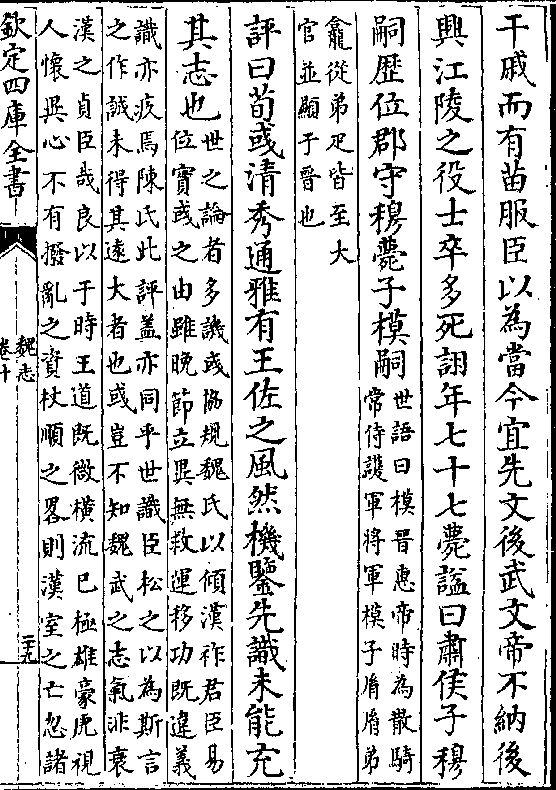 干戚而有苗服臣以為當今宜先文後武文帝不納後
興江陵之役士卒多死詡年七十七薨諡曰肅侯子穆
嗣歴位郡守穆薨子模嗣
世語曰模晉惠帝時為散騎
常侍護軍將軍模子胤胤弟
龕從弟疋皆至大
官並顯于晉也
評曰荀彧清秀通雅有王佐之風然機鑒先識未能充
其志也
世之論者多譏彧協規魏氏以傾漢祚君臣易
位實彧之由雖晚節立異無救運移功既違義
識亦疚焉陳氏此評盖亦同乎世識臣松之以為斯言
之作誠未得其遠大者也彧豈不知魏武之志氣非衰
漢之貞臣哉良以于時王道既微橫流已極雄豪虎視
人懷異心不有撥亂之資杖順之畧則漢室之亡忽諸
欽定四庫全書
魏志
卷十
二十九